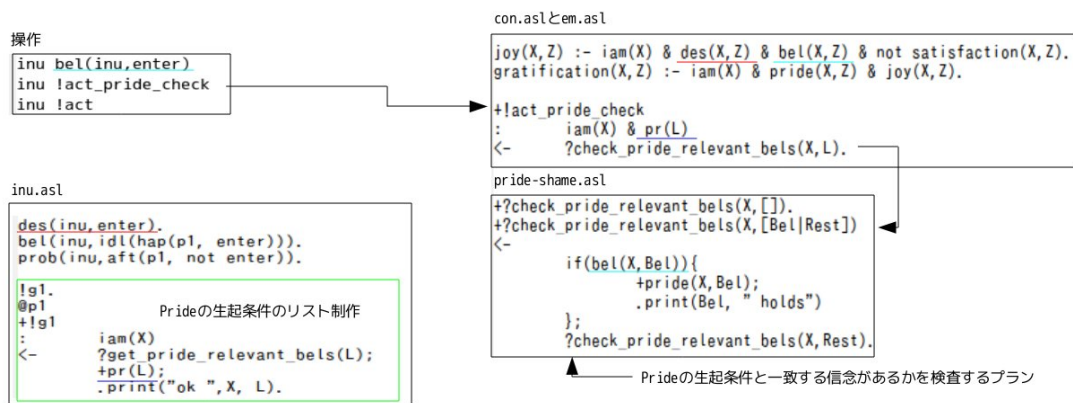 操作
inu bel(inu,enter)
inu !act_pride_check
inu !act
con.aslとem.asl
joy(X,Z) :- iam(X) & des(X,Z) & bel(X,Z) & not satisfaction(X,Z).
gratification(X,Z) :- iam(X) & pride(X,Z) & joy(X,Z).
+!act_pride_check
: iam(X) & pr(L)
<- ?check_pride_relevant_bels(X,L).
inu.asl
des(inu,enter).
bel(inu,idl(hap(p1, enter))).
prob(inu,aft(p1, not enter)).
!g1.
@p1
Prideの生起条件のリスト制作
+!g1
: iam(X)
<- ?get_pride_relevant_bels(L);
+pr(L);
.print("ok ",X, L).
pride-shame.asl
+?check_pride_relevant_bels(X,[]).
+?check_pride_relevant_bels(X,[Bel|Rest])
<-
if(bel(X,Bel)){
+pride(X,Bel);
.print(Bel, " holds")
};
?check_pride_relevant_bels(X,Rest).
Prideの生起条件と一致する信念があるかを検査するプラン